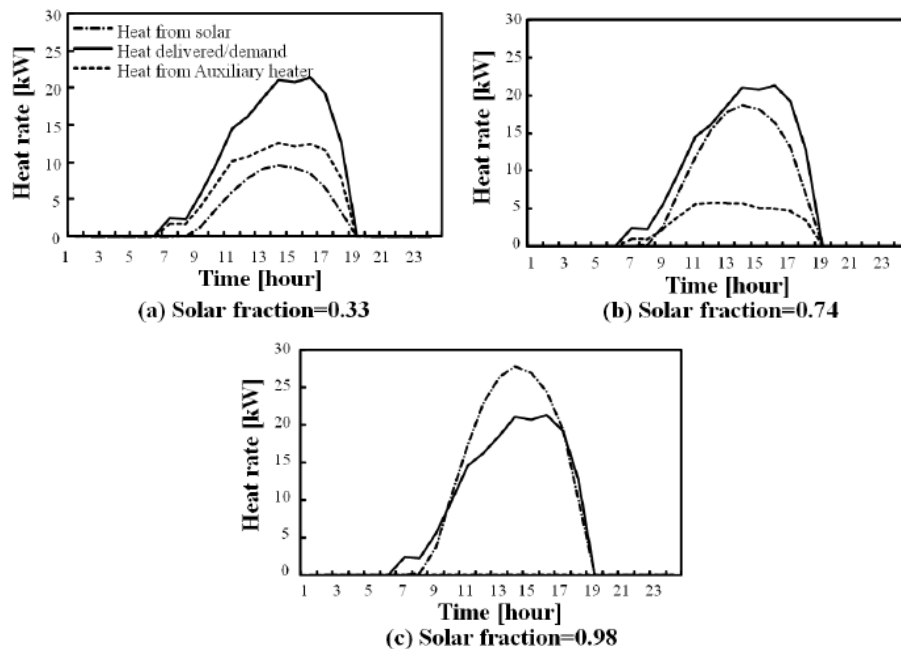 30
25
20
15
10
5
0
Heat rate [kW]
Heat from solar
Heat delivered/demand
Heat from Auxiliary heater
1 3 5 7 9 11 13 15 17 19 21 23
Time [hour]
(a) Solar fraction=0.33
30
25
20
15
10
5
0
Heat rate [kW]
1 3 5 7 9 11 13 15 17 19 21 23
Time [hour]
(b) Solar fraction=0.74
30
25
20
15
10
5
0
Heat rate [kW]
1 3 5 7 9 11 13 15 17 19 21 23
Time [hour]
(c) Solar fraction=0.98